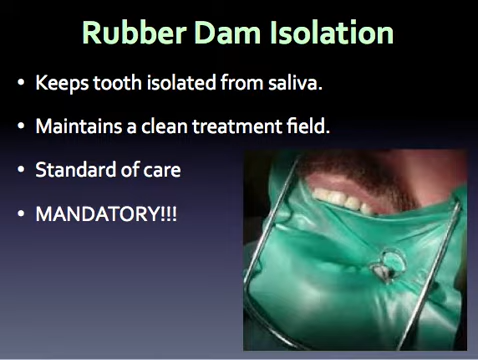 Rubber Dam Isolation
• Keeps tooth isolated from saliva.
• Maintains a clean treatment field.
• Standard of care
• MANDATORY!!!